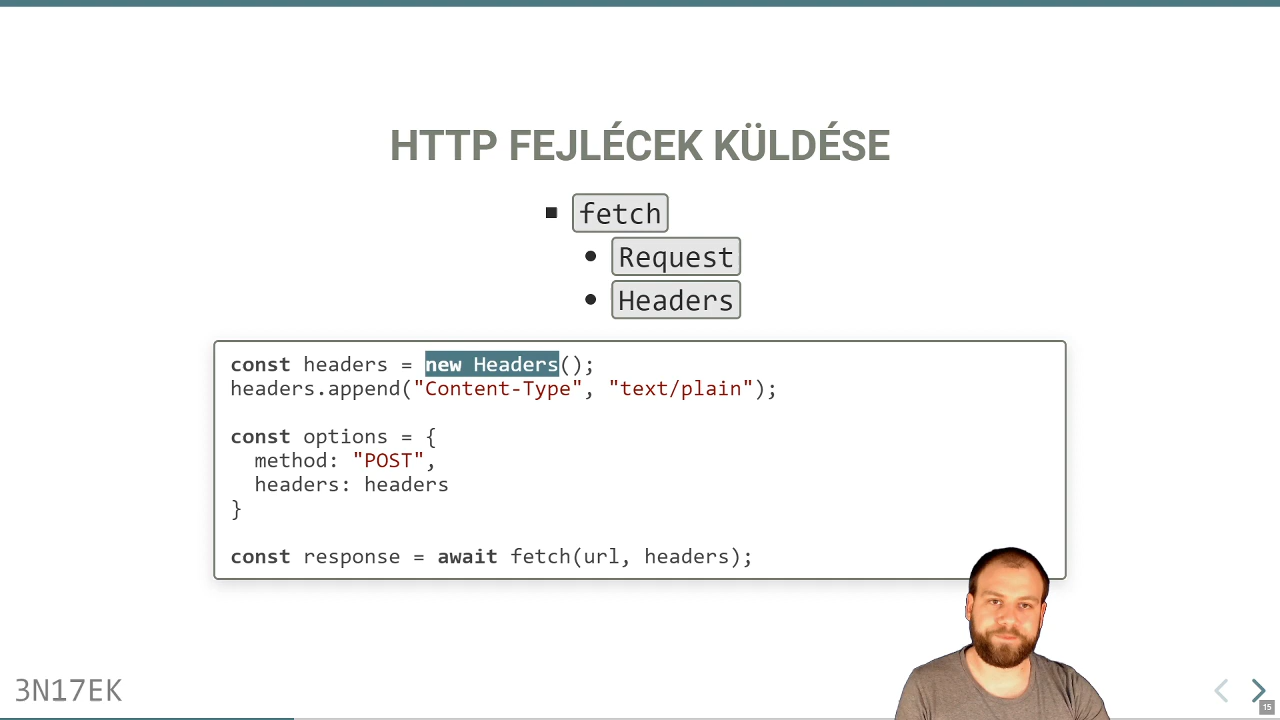 HTTP FEJLÉCEK KÜLDÉSE
fetch
Request
Headers
const headers = new Headers();
headers.append("Content-Type", "text/plain");
const options = {
  method: "POST",
  headers: headers
}
const response = await fetch(url, headers);
3N17EK
15